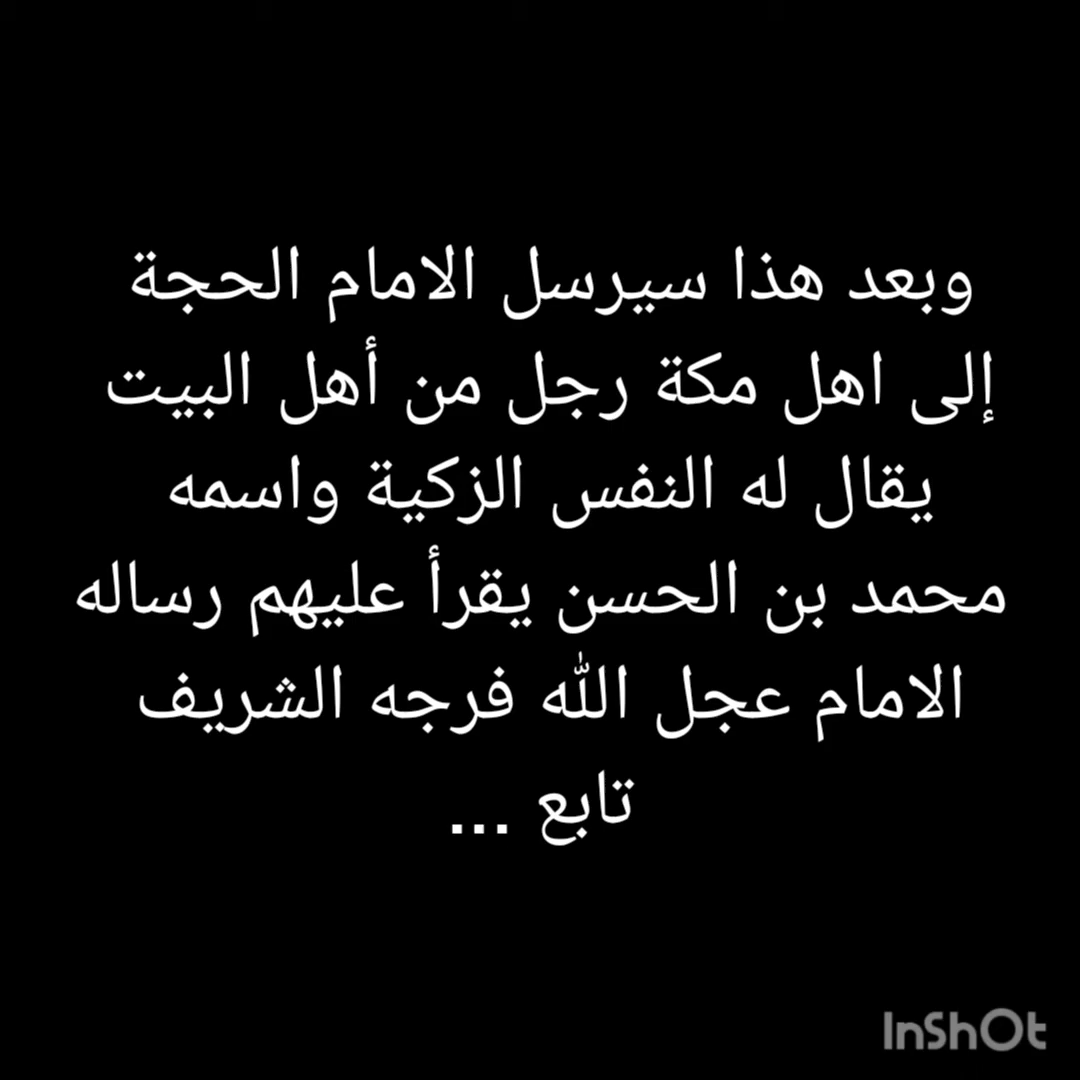 وبعد هذا سيرسل الامام الحجة
إلى اهل مكة رجل من أهل البيت
يقال له النفس الزكية واسمه
محمد بن الحسن يقرأ عليهم رساله
الامام عجل الله فرجه الشريف
تابع ...
InShOt